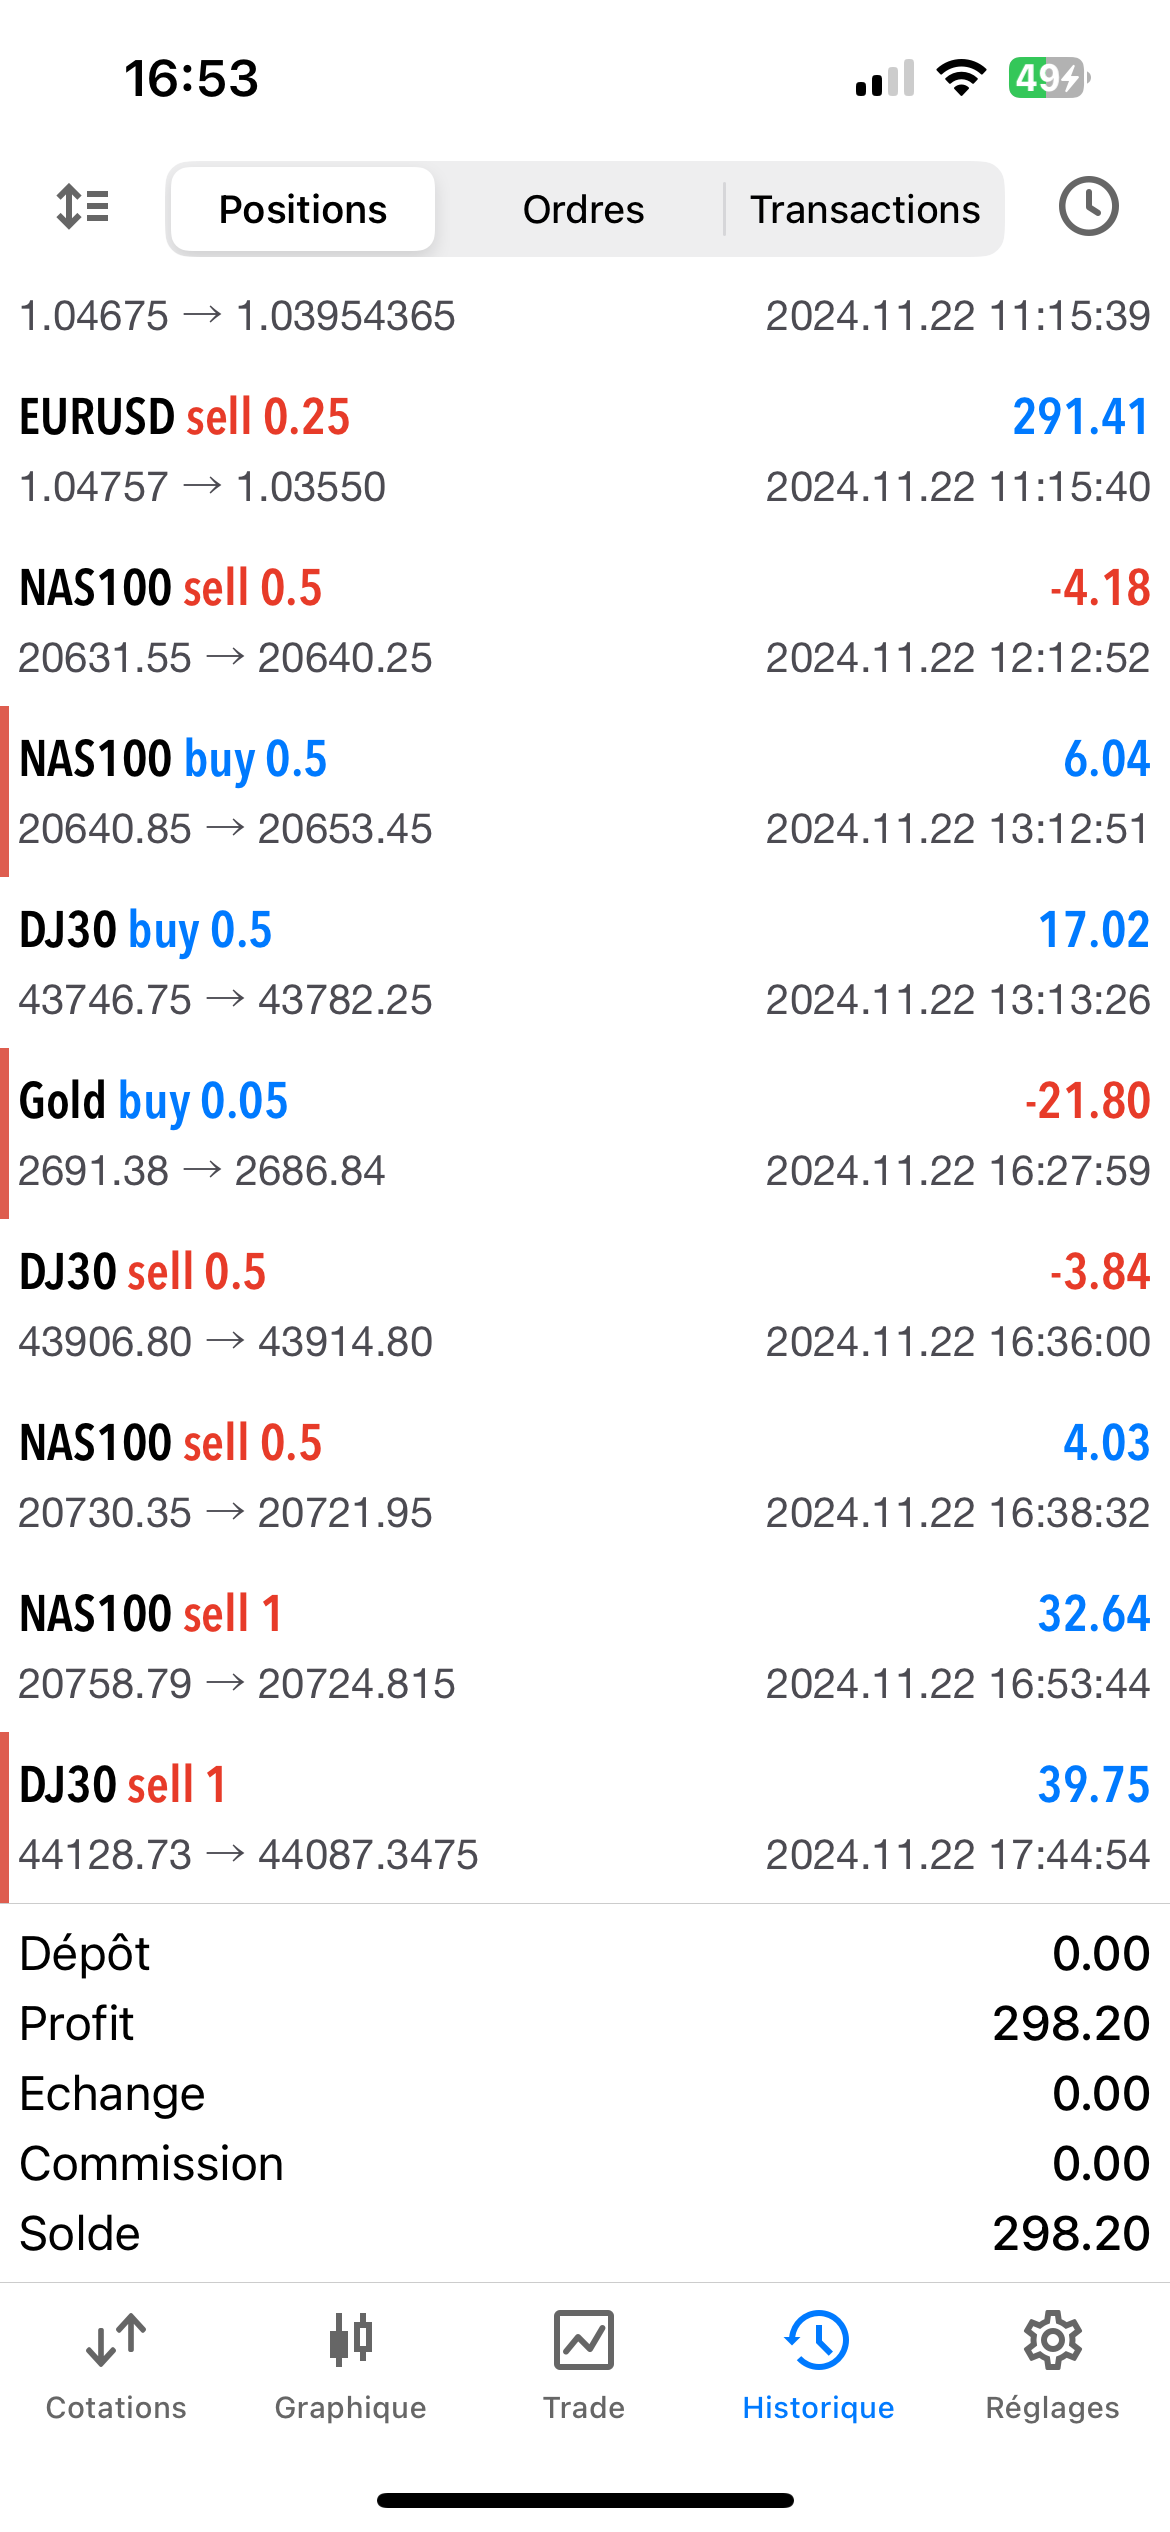 16:53
49
Positions Ordres Transactions
1.04675 → 1.03954365 2024.11.22 11:15:39
EURUSD sell 0.25 291.41
1.04757 → 1.03550 2024.11.22 11:15:40
NAS100 sell 0.5 -4.18
20631.55 → 20640.25 2024.11.22 12:12:52
NAS100 buy 0.5 6.04
20640.85 → 20653.45 2024.11.22 13:12:51
DJ30 buy 0.5 17.02
43746.75 → 43782.25 2024.11.22 13:13:26
Gold buy 0.05 -21.80
2691.38 → 2686.84 2024.11.22 16:27:59
DJ30 sell 0.5 -3.84
43906.80 → 43914.80 2024.11.22 16:36:00
NAS100 sell 0.5 4.03
20730.35 → 20721.95 2024.11.22 16:38:32
NAS100 sell 1 32.64
20758.79 → 20724.815 2024.11.22 16:53:44
DJ30 sell 1 39.75
44128.73 → 44087.3475 2024.11.22 17:44:54
Dépôt 0.00
Profit 298.20
Echange 0.00
Commission 0.00
Solde 298.20
Cotations Graphique Trade Historique Réglages